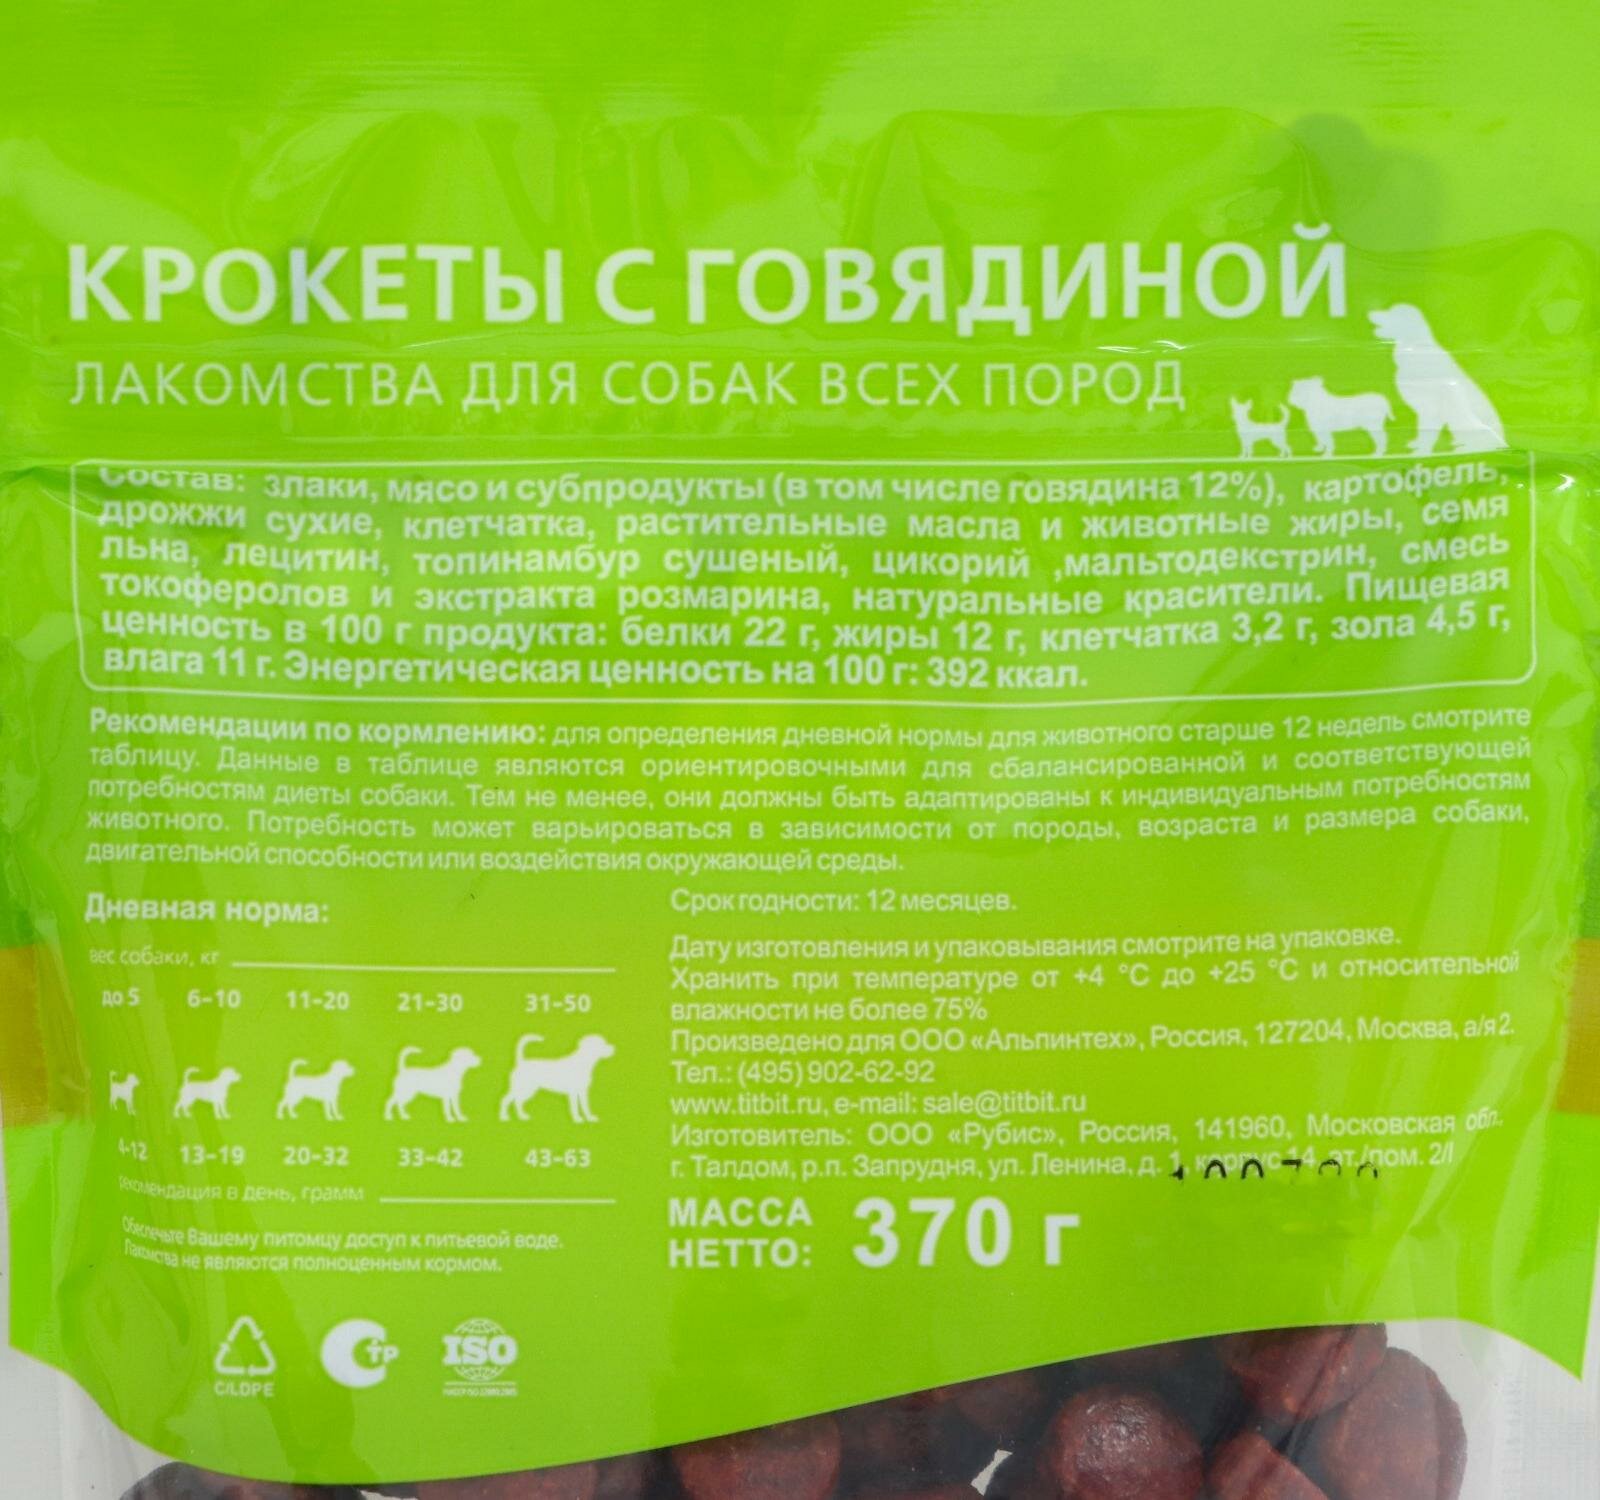 КРОКЕТЫ С ГОВЯДИНОЙ
ЛАКОМСТВА ДЛЯ СОБАК ВСЕХ ПОРОД
Состав: злаки, мясо и субпродукты (в том числе говядина 12%), картофель,
дрожжи сухие, клетчатка, растительные масла и животные жиры, семя
льна, лецитин, топинамбур сушеный, цикорий ,мальтодекстрин, смесь
токоферолов и экстракта розмарина, натуральные красители. Пищевая
ценность в 100 г продукта: белки 22 г, жиры 12 г, клетчатка 3,2 г, зола 4,5 г,
влага 11 г. Энергетическая ценность на 100 г: 392 ккал.
Рекомендации по кормлению: для определения дневной нормы для животного старше 12 недель смотрите
таблицу. Данные в таблице являются ориентировочными для сбалансированной и соответствующей
потребностям диеты собаки. Тем не менее, они должны быть адаптированы к индивидуальным потребностям
животного. Потребность может варьироваться в зависимости от породы, возраста и размера собаки,
двигательной способности или воздействия окружающей среды.
Дневная норма:
вес собаки, кг
до 5 6-10 11-20 21-30 31-50
4-12 13-19 20-32 33-42 43-63
рекомендация в день, грамм
Обеспечьте Вашему питомцу доступ к питьевой воде.
Лакомства не являются полноценным кормом.
C/LDPE
ТР
ISO
Срок годности: 12 месяцев.
Дату изготовления и упаковывания смотрите на упаковке.
Хранить при температуре от +4 °C до +25 °C и относительной
влажности не более 75%
Произведено для ООО «Альпинтех», Россия, 127204, Москва, а/я 2.
Тел.: (495) 902-62-92
www.titbit.ru, e-mail: sale@titbit.ru
Изготовитель: ООО «Рубис», Россия, 141960, Московская обл.
г. Талдом, р.п. Запрудня, ул. Ленина, д. 1, корпус 4, эт./пом. 2/I
МАССА
НЕТТО: 370 г